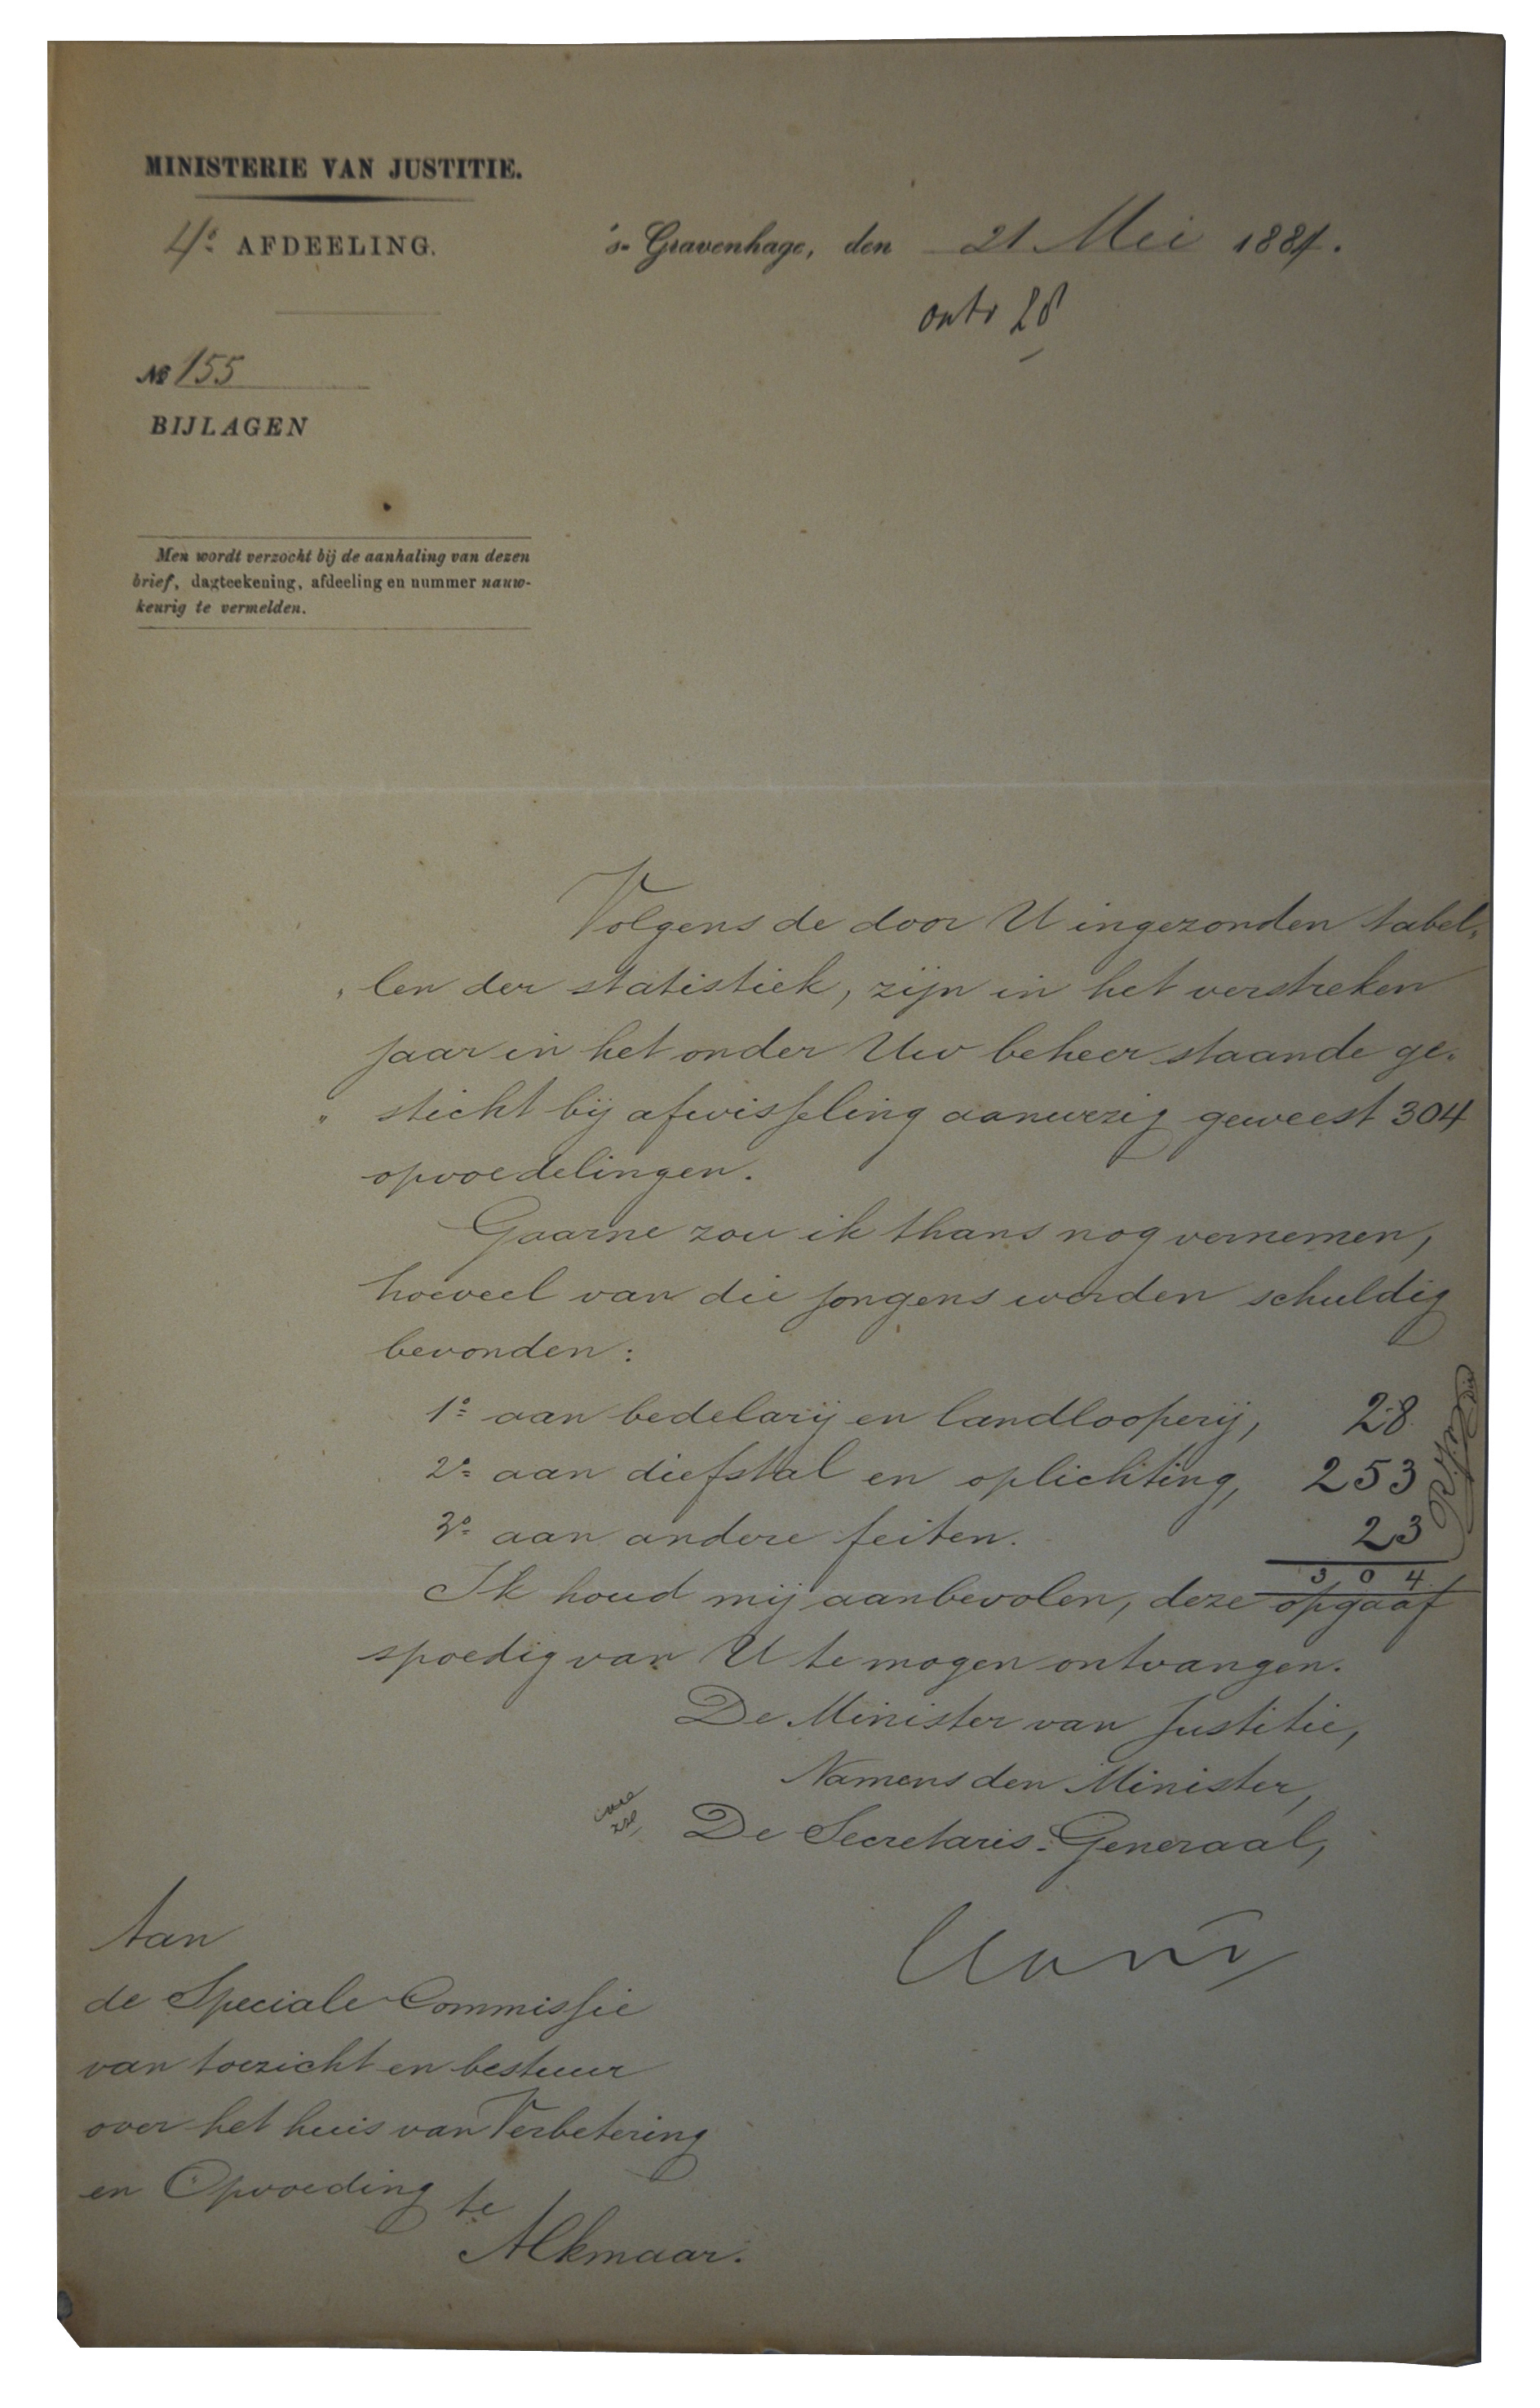 MINISTERIE VAN JUSTITIE.
4e AFDEELING.
's-Gravenhage, den 21 Mei 1884.
ontv 28
No 155
BIJLAGEN
Men wordt verzocht bij de aanhaling van dezen
brief, dagteekening, afdeeling en nummer nauw-
keurig te vermelden.
Volgens de door U ingezonden tabel„
„len der statistiek, zijn in het verstreken
jaar in het onder Uw beheer staande ge„
„sticht bij afwisseling aanwezig geweest 304
opvoedelingen.
Gaarne zou ik thans nog vernemen,
hoeveel van die jongens werden schuldig
bevonden:
1o aan bedelarij en landlooperij, 28
2o aan diefstal en oplichting, 253
3o aan andere feiten. 23
304
Ik houd mij aanbevolen, deze opgaaf
spoedig van U te mogen ontvangen.
De Minister van Justitie,
Namens den Minister,
De Secretaris-Generaal,
Aan
de Speciale Commissie
van toezicht en bestuur
over het huis van Verbetering
en Opvoeding te
Alkmaar.